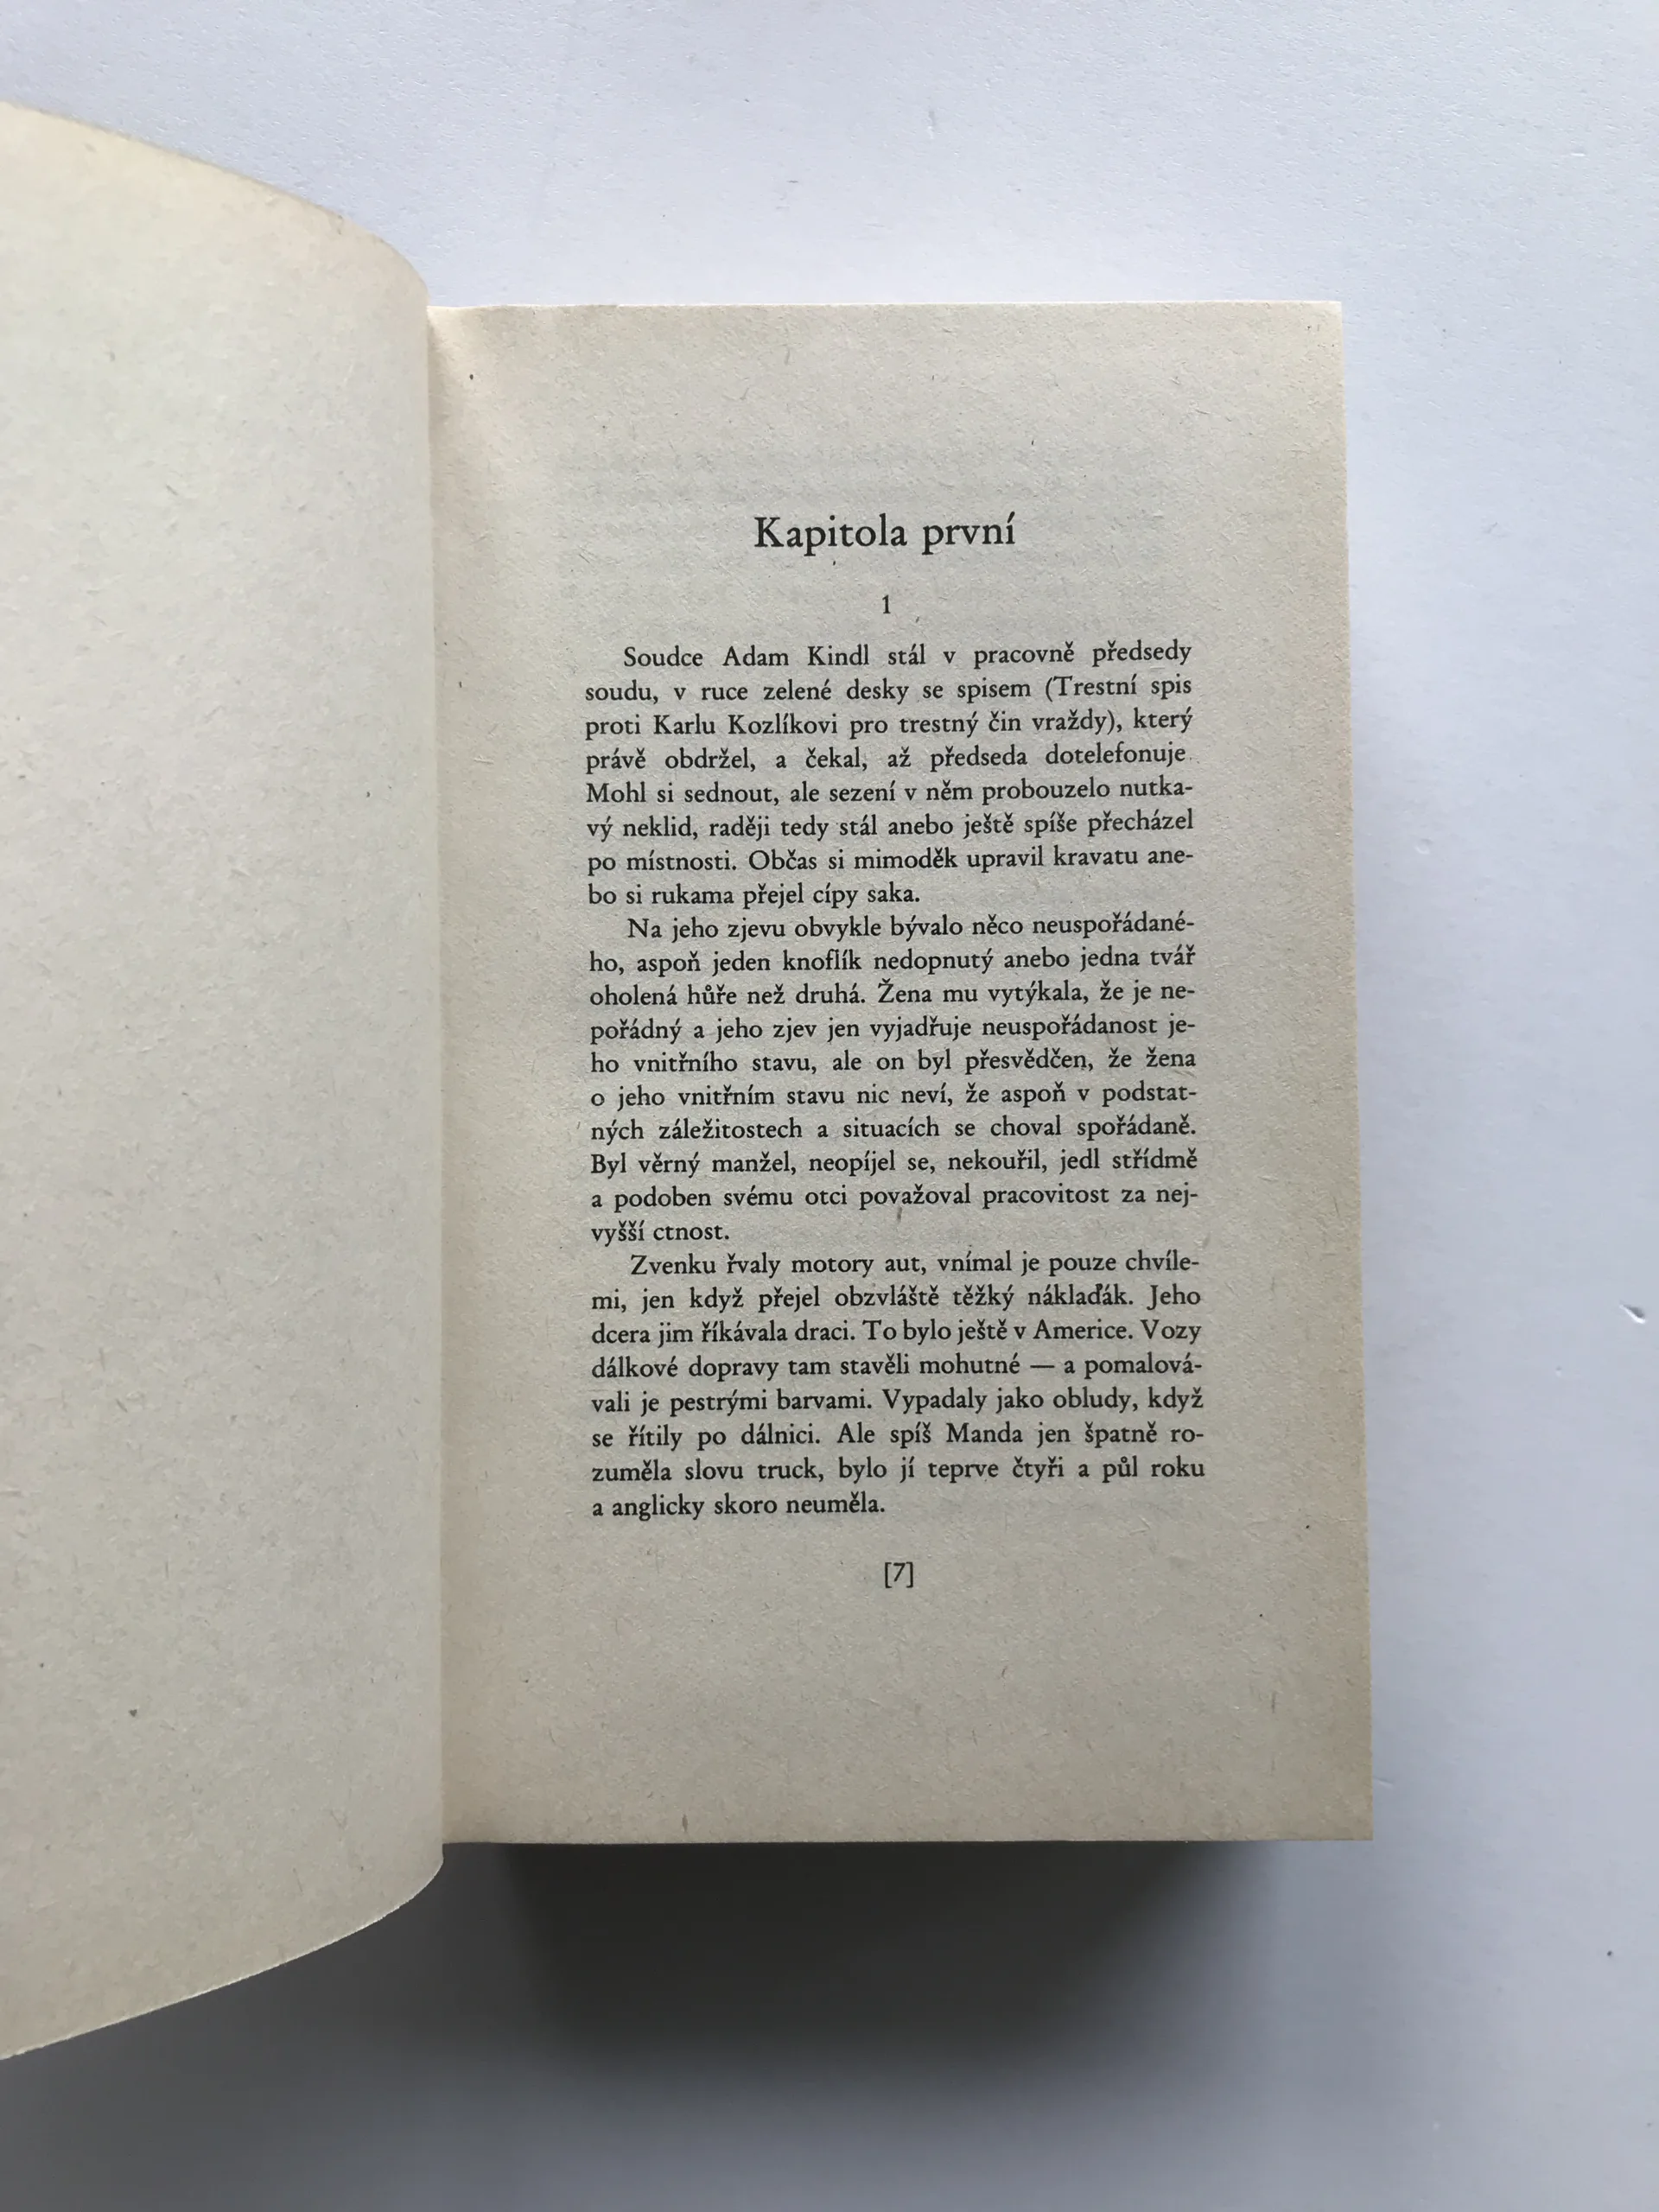 Kapitola první
1
Soudce Adam Kindl stál v pracovně předsedy
soudu, v ruce zelené desky se spisem (Trestní spis
proti Karlu Kozlíkovi pro trestný čin vraždy), který
právě obdržel, a čekal, až předseda dotelefonuje.
Mohl si sednout, ale sezení v něm probouzelo nutka-
vý neklid, raději tedy stál anebo ještě spíše přecházel
po místnosti. Občas si mimoděk upravil kravatu ane-
bo si rukama přejel cípy saka.
Na jeho zjevu obvykle bývalo něco neuspořádané-
ho, aspoň jeden knoflík nedopnutý anebo jedna tvář
oholená hůře než druhá. Žena mu vytýkala, že je ne-
pořádný a jeho zjev jen vyjadřuje neuspořádanost je-
ho vnitřního stavu, ale on byl přesvědčen, že žena
o jeho vnitřním stavu nic neví, že aspoň v podstat-
ných záležitostech a situacích se choval spořádaně.
Byl věrný manžel, neopíjel se, nekouřil, jedl střídmě
a podoben svému otci považoval pracovitost za nej-
vyšší ctnost.
Zvenku řvaly motory aut, vnímal je pouze chvíle-
mi, jen když přejel obzvláště těžký náklaďák. Jeho
dcera jim říkávala draci. To bylo ještě v Americe. Vozy
dálkové dopravy tam stavěli mohutné — a pomalová-
vali je pestrými barvami. Vypadaly jako obludy, když
se řítily po dálnici. Ale spíš Manda jen špatně ro-
zuměla slovu truck, bylo jí teprve čtyři a půl roku
a anglicky skoro neuměla.
[7]